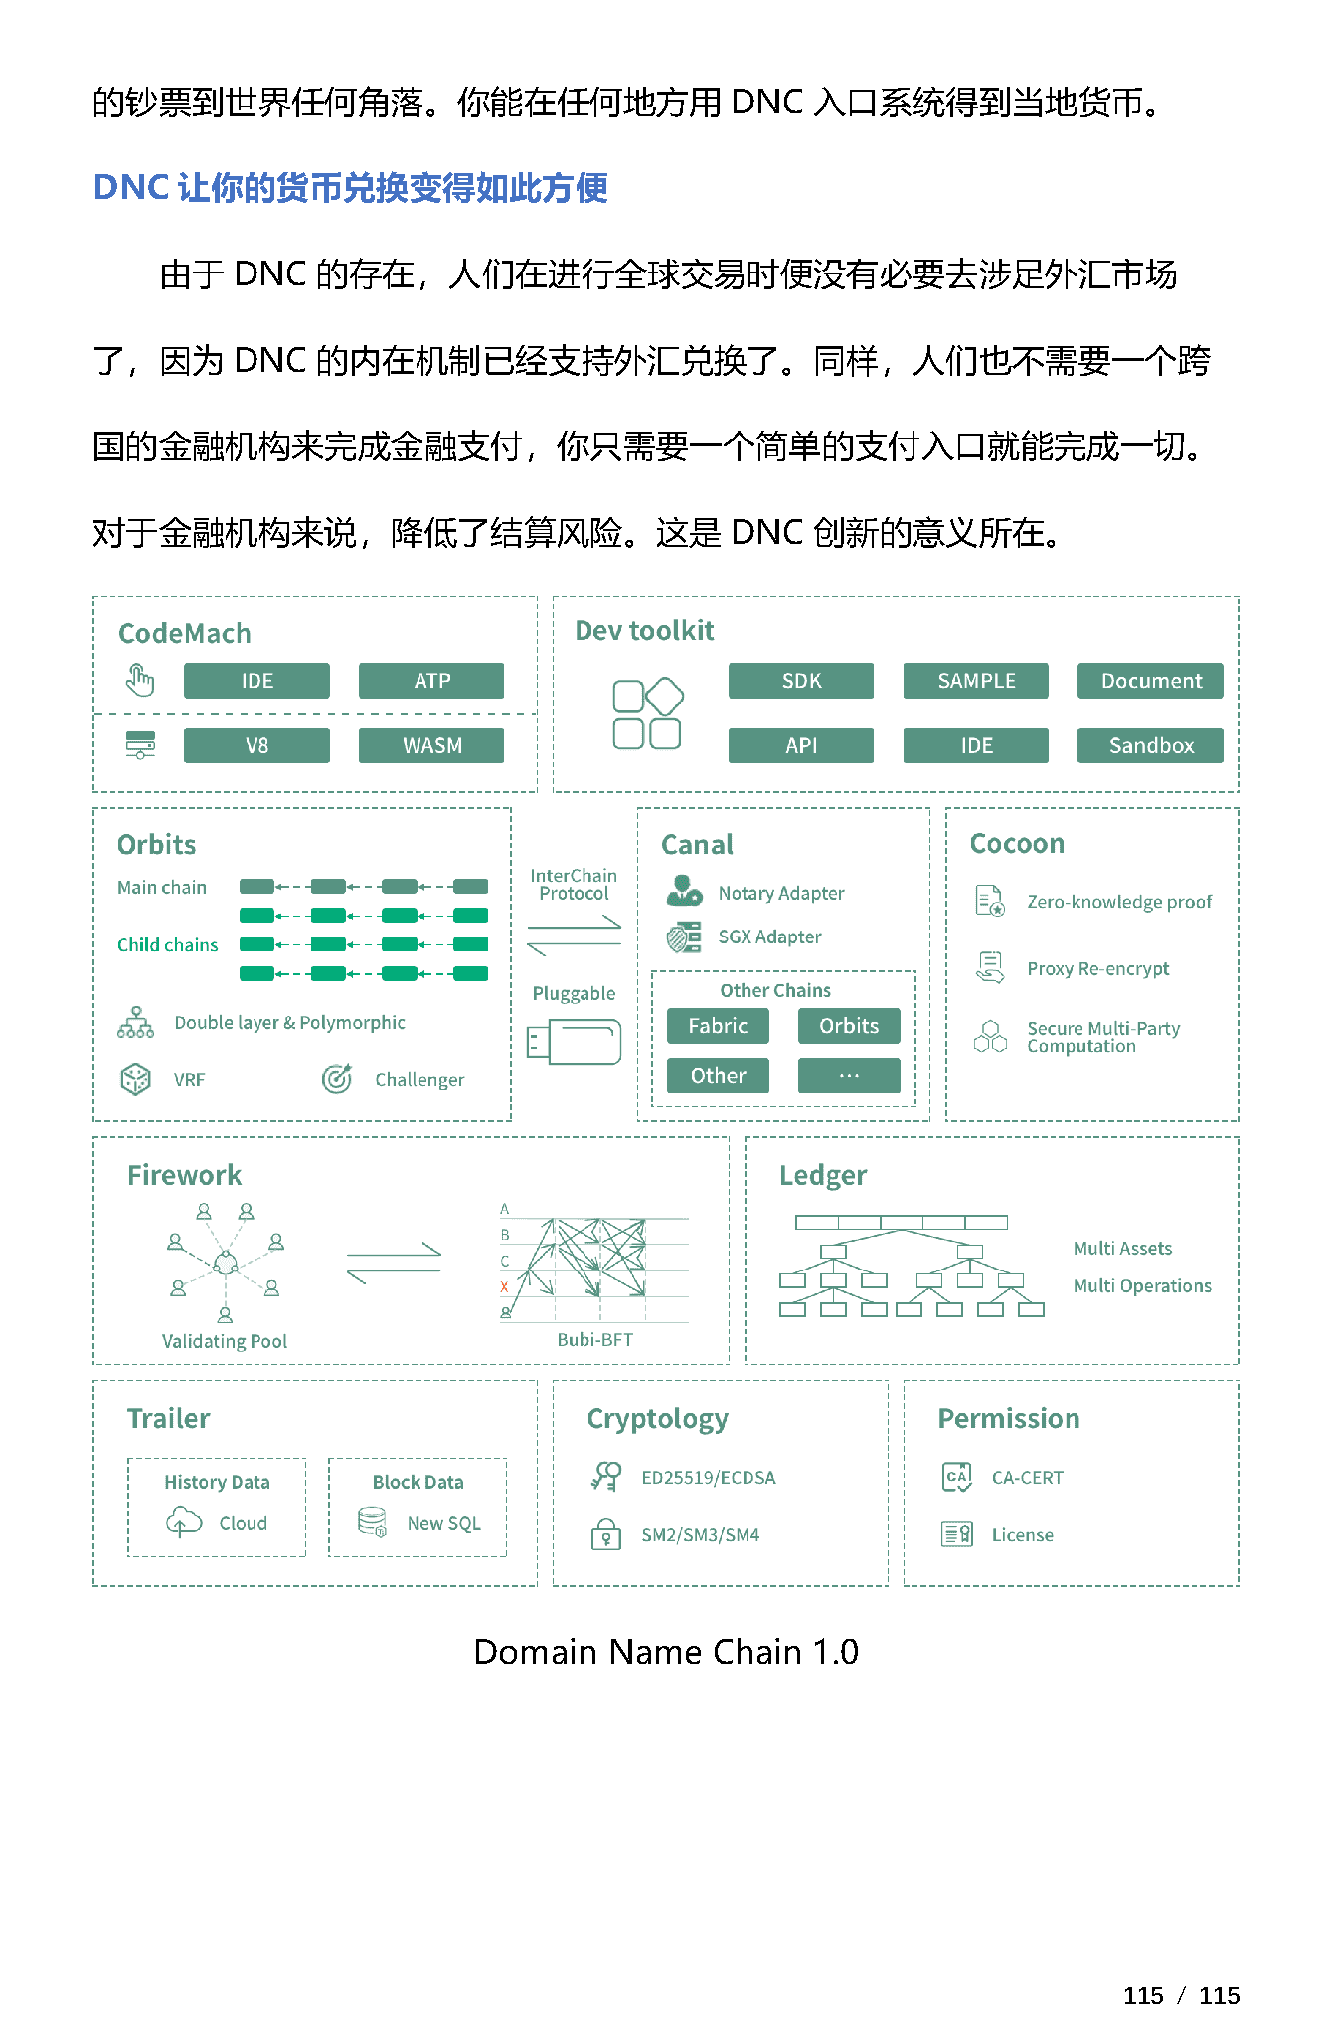 的钞票到世界任何角落。你能在任何地方用 DNC 入口系统得到当地货币。
DNC 让你的货币兑换变得如此方便
由于 DNC 的存在，人们在进行全球交易时便没有必要去涉足外汇市场
了，因为 DNC 的内在机制已经支持外汇兑换了。同样，人们也不需要一个跨
国的金融机构来完成金融支付，你只需要一个简单的支付入口就能完成一切。
对于金融机构来说，降低了结算风险。这是 DNC 创新的意义所在。
CodeMach
IDE ATP
V8 WASM
Dev toolkit
SDK SAMPLE Document
API IDE Sandbox
Orbits
Main chain
Child chains
Double layer & Polymorphic
VRF Challenger
InterChain
Protocol
Pluggable
Canal
Notary Adapter
SGX Adapter
Other Chains
Fabric Orbits
Other ...
Cocoon
Zero-knowledge proof
Proxy Re-encrypt
Secure Multi-Party
Computation
Firework
Validating Pool
A
B
C
X
Bubi-BFT
Ledger
Multi Assets
Multi Operations
Trailer
History Data
Cloud
Block Data
New SQL
Cryptology
ED25519/ECDSA
SM2/SM3/SM4
Permission
CA CA-CERT
License
Domain Name Chain 1.0
115 / 115